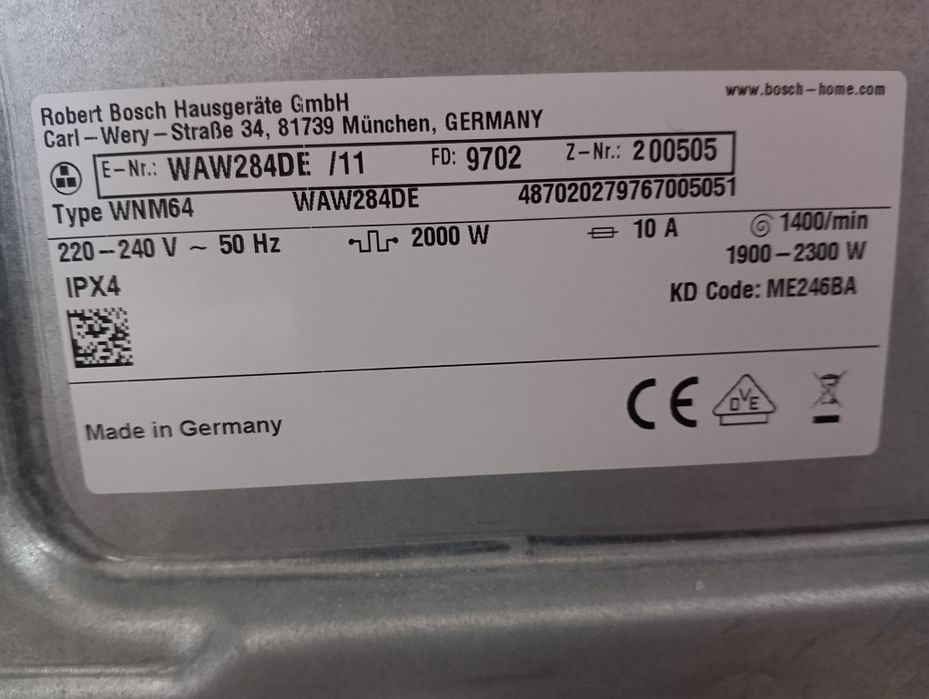 www.bosch-home.com
Robert Bosch Hausgeräte GmbH
Carl-Wery-Straße 34, 81739 München, GERMANY
E-Nr.: WAW284DE /11 FD: 9702 Z-Nr.: 200505
Type WNM64 WAW284DE 487020279767005051
220-240 V ~ 50 Hz 2000 W 10 A 1400/min
1900-2300 W
IPX4 KD Code: ME246BA
Made in Germany CE DVE